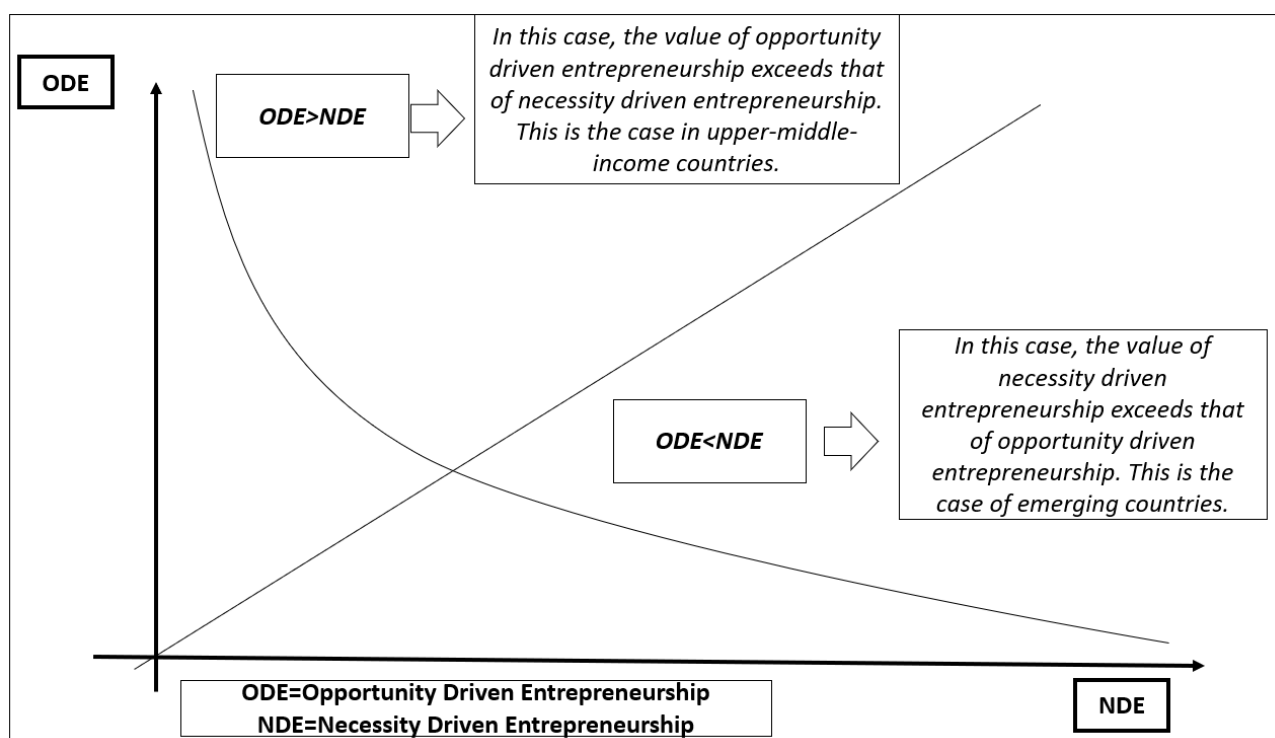 ODE
ODE>NDE
In this case, the value of opportunity
driven entrepreneurship exceeds that
of necessity driven entrepreneurship.
This is the case in upper-middle-
income countries.
ODE<NDE
In this case, the value of
necessity driven
entrepreneurship exceeds that
of opportunity driven
entrepreneurship. This is the
case of emerging countries.
ODE=Opportunity Driven Entrepreneurship
NDE=Necessity Driven Entrepreneurship
NDE